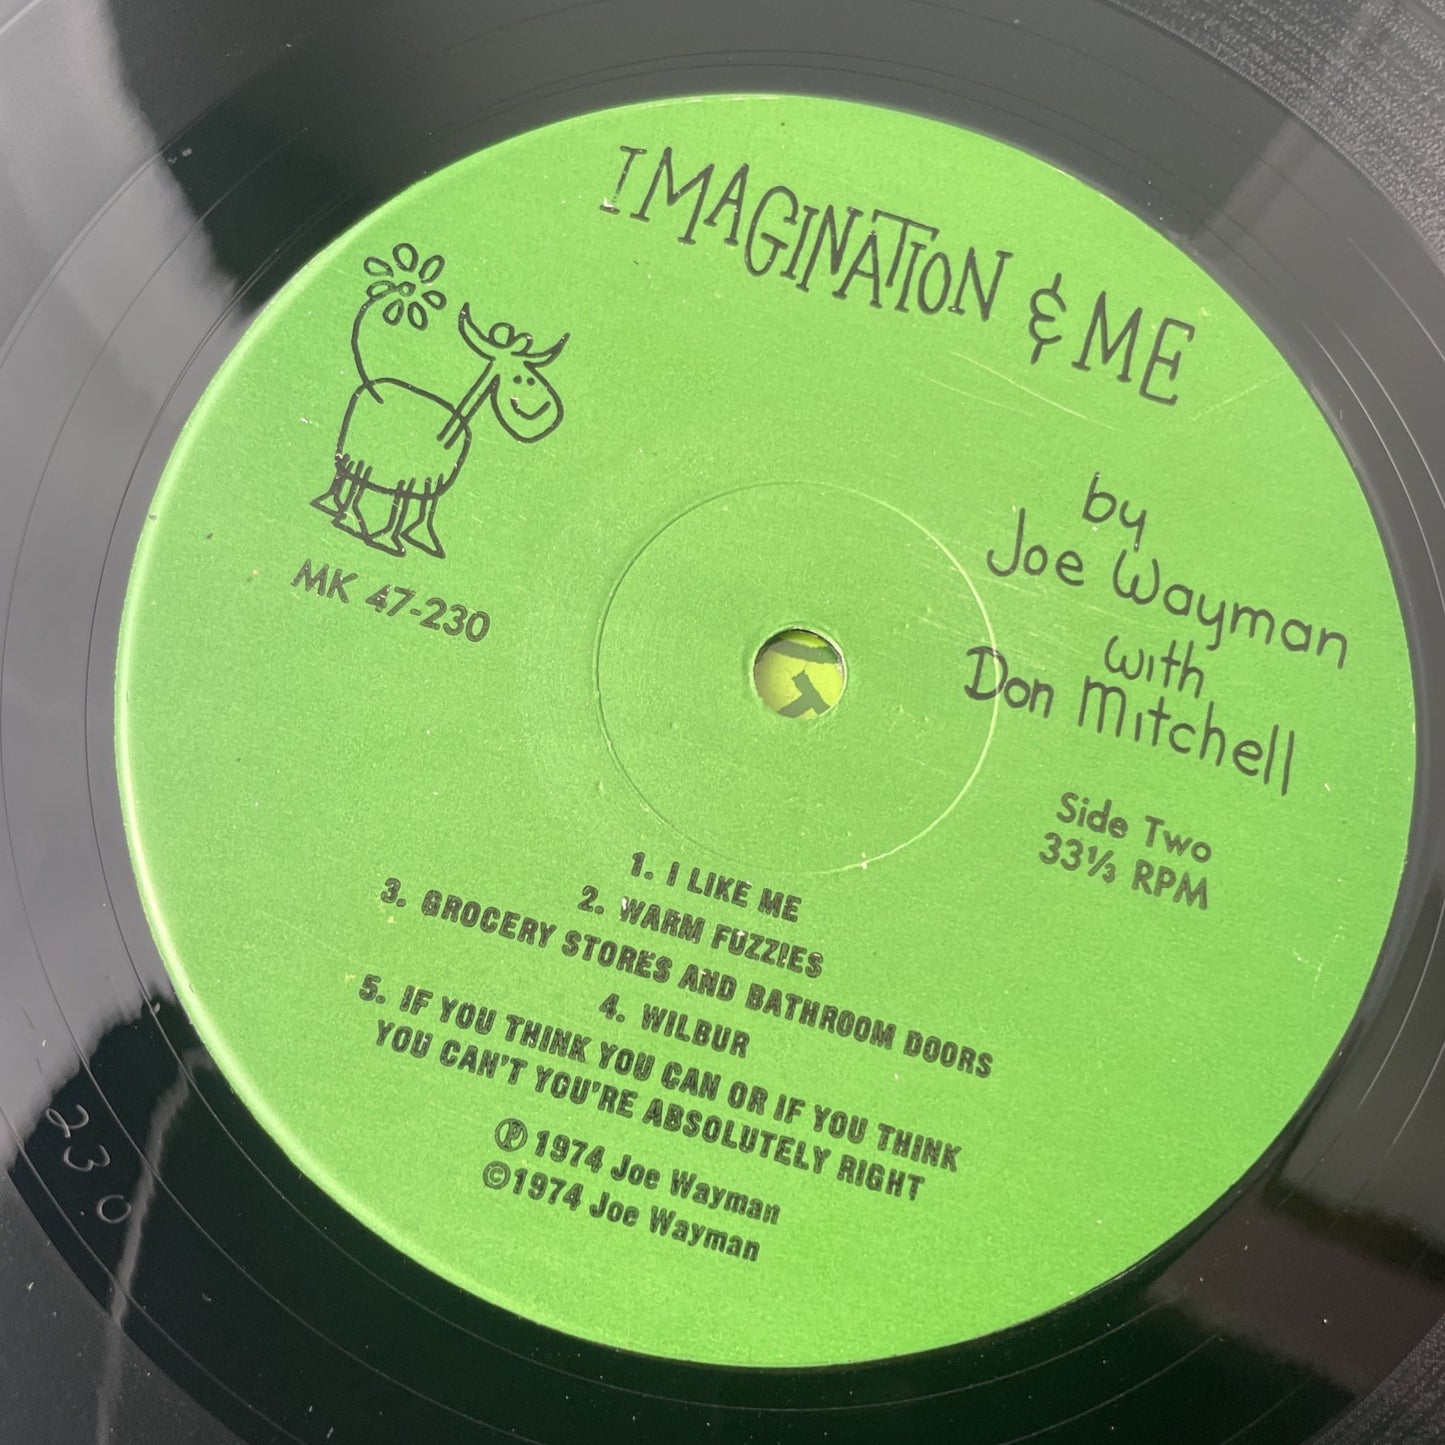 IMAGINATION & ME
by
Joe Wayman
with
Don Mitchell
MK 47-230
Side Two
33⅓ RPM
1. I LIKE ME
2. WARM FUZZIES
3. GROCERY STORES AND BATHROOM DOORS
4. WILBUR
5. IF YOU THINK YOU CAN OR IF YOU THINK
YOU CAN'T YOU'RE ABSOLUTELY RIGHT
Ⓟ 1974 Joe Wayman
©1974 Joe Wayman
230